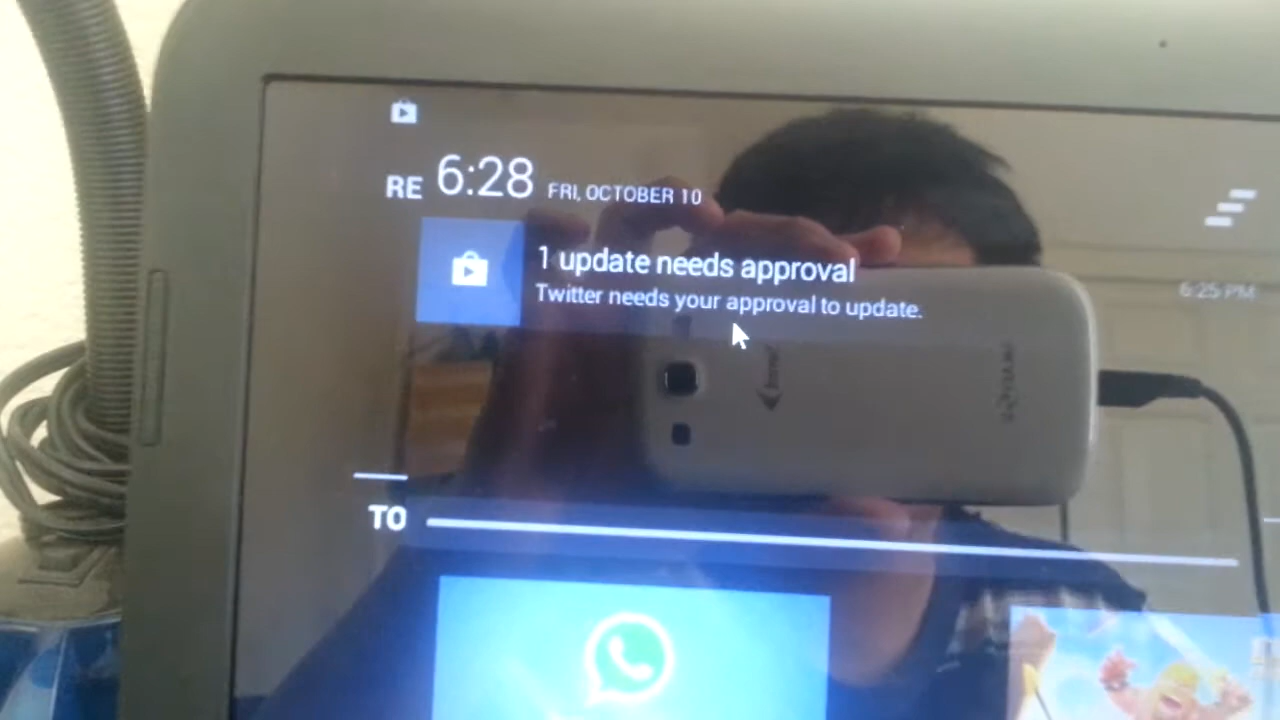 RE 6:28 FRI, OCTOBER 10
1 update needs approval
6:25 PM
Twitter needs your approval to update.
TO